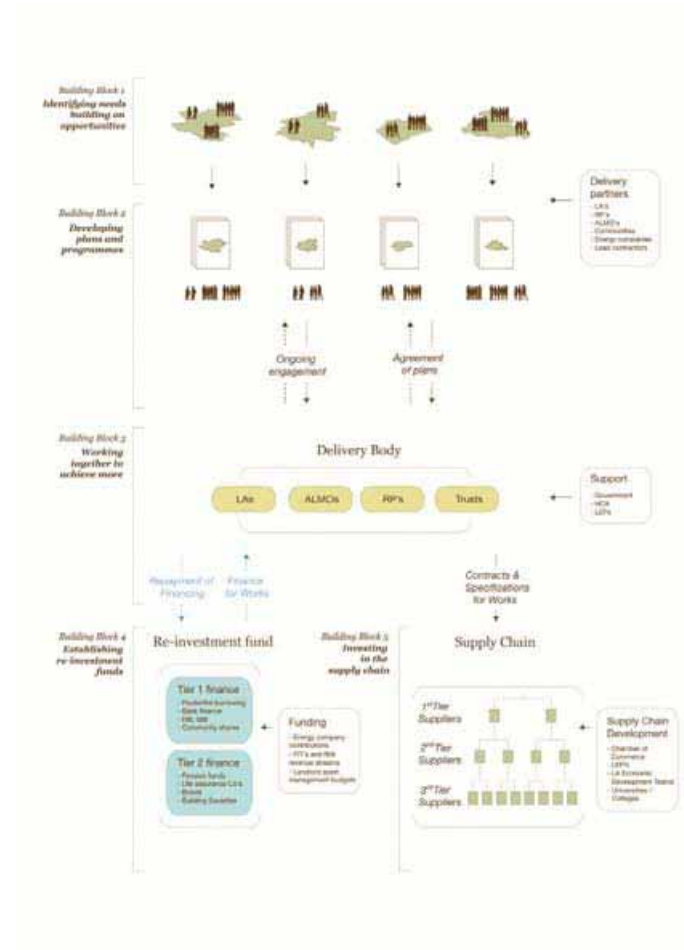 Building Block 1
Identifying needs
building on
opportunities
Delivery
partners
- LA's
- RP's
- ALMO's
- Communities
- Energy companies
- Lead contractors
Building Block 2
Developing
plans and
programmes
Ongoing
engagement
Agreement
of plans
Building Block 3
Working
together to
achieve more
Delivery Body
LAs
ALMOs
RP's
Trusts
Support
- Government
- HCA
- LEPs
Repayment of
Financing
Finance
for Works
Contracts &
Specifications
for Works
Building Block 4
Establishing
re-investment
funds
Re-investment fund
Tier 1 finance
- Prudential borrowing
- Bank finance
- Community shares
Tier 2 finance
- Pension funds
- Life assurance Co's
- Bonds
- Building Societies
Funding
- Energy company
contributions
- FIT's and RHI
revenue streams
- Landlord asset
management budgets
Building Block 5
Investing
in the
supply chain
Supply Chain
1st Tier
Suppliers
2nd Tier
Suppliers
3rd Tier
Suppliers
Supply Chain
Development
- Chamber of
Commerce
- LEP's
- LA Economic
Development Teams
- Universities /
Colleges